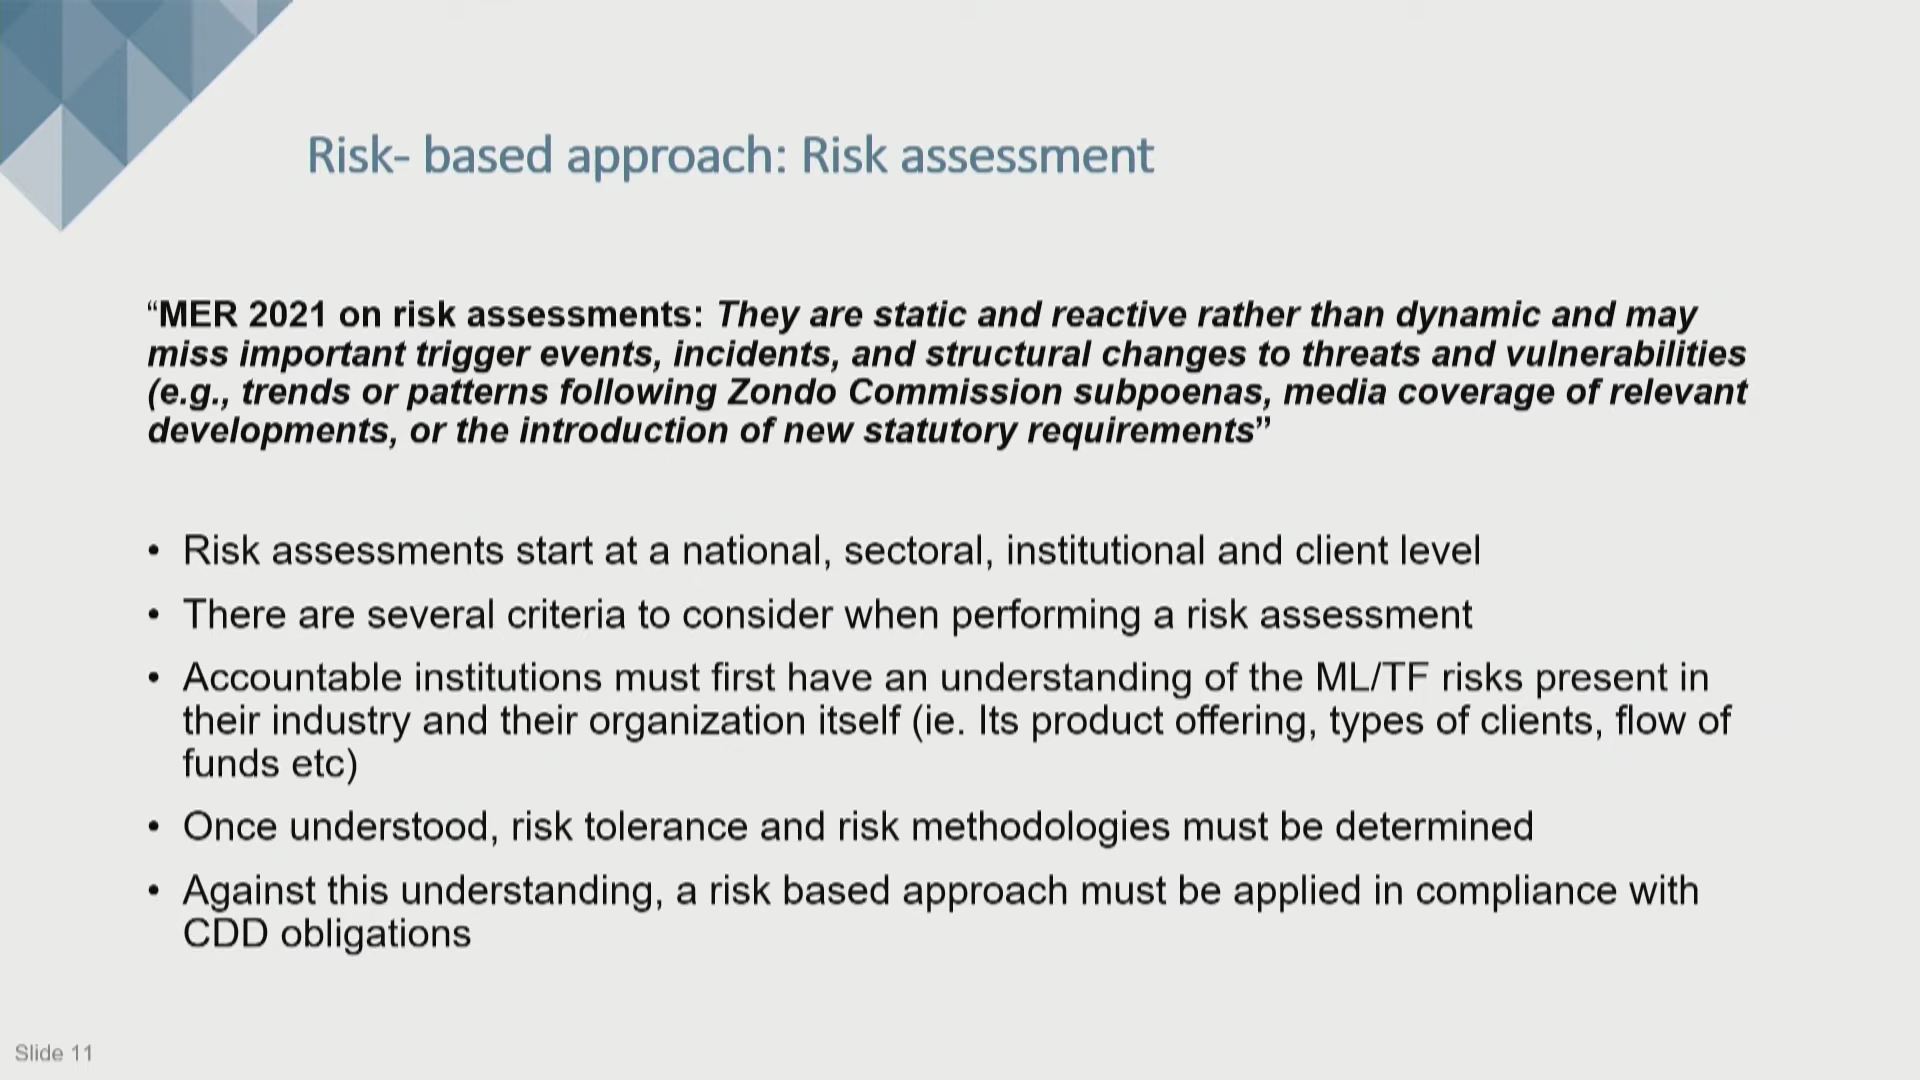 Risk- based approach: Risk assessment
“MER 2021 on risk assessments: They are static and reactive rather than dynamic and may
miss important trigger events, incidents, and structural changes to threats and vulnerabilities
(e.g., trends or patterns following Zondo Commission subpoenas, media coverage of relevant
developments, or the introduction of new statutory requirements”
• Risk assessments start at a national, sectoral, institutional and client level
• There are several criteria to consider when performing a risk assessment
• Accountable institutions must first have an understanding of the ML/TF risks present in
their industry and their organization itself (ie. Its product offering, types of clients, flow of
funds etc)
• Once understood, risk tolerance and risk methodologies must be determined
• Against this understanding, a risk based approach must be applied in compliance with
CDD obligations
Slide 11